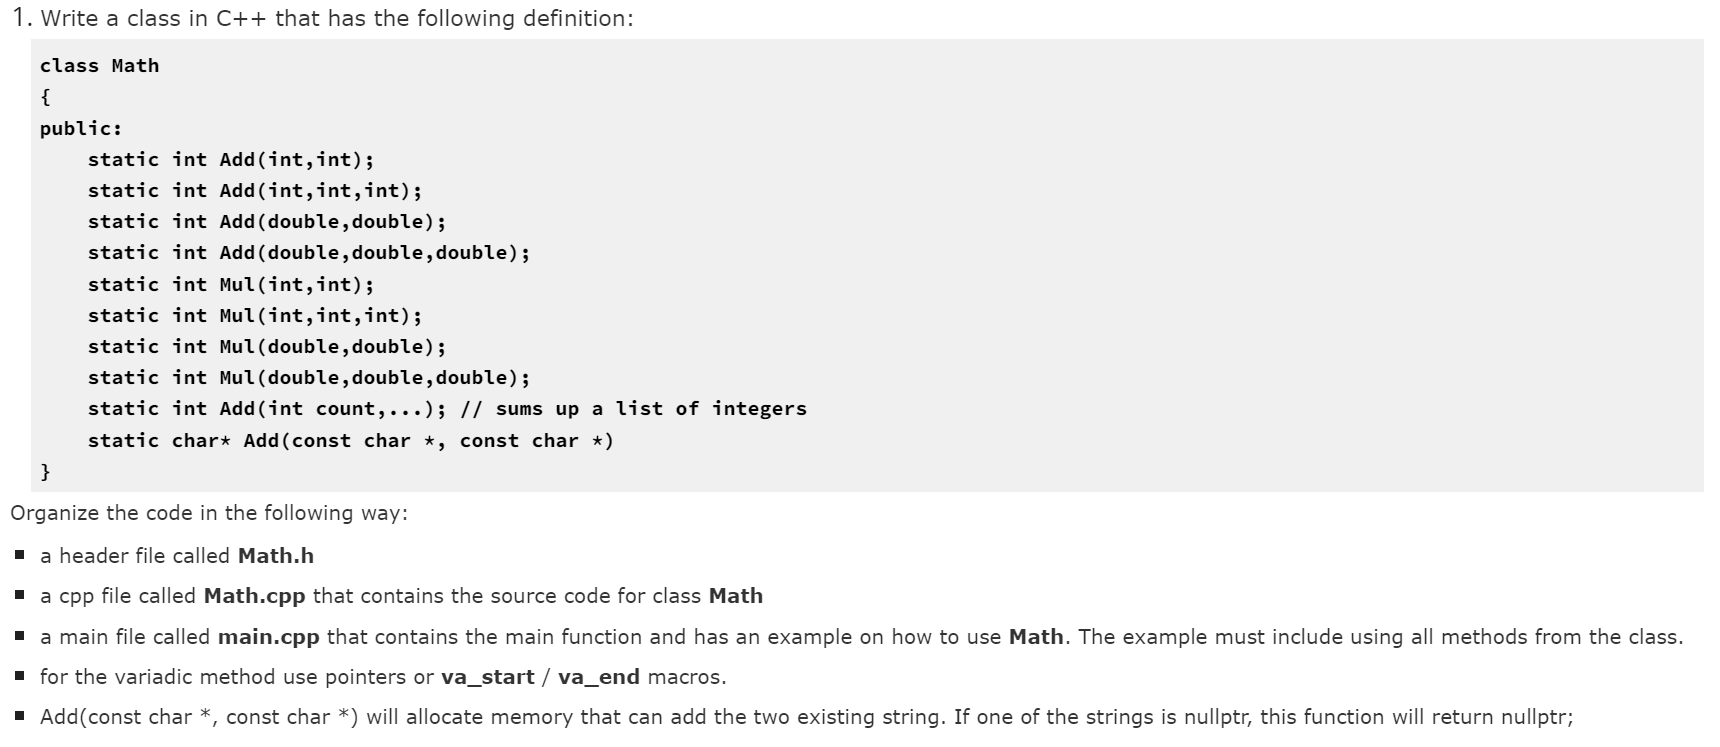 1. Write a class in C++ that has the following definition:
class Math
{
public:
    static int Add(int,int);
    static int Add(int,int,int);
    static int Add(double,double);
    static int Add(double,double,double);
    static int Mul(int,int);
    static int Mul(int,int,int);
    static int Mul(double,double);
    static int Mul(double,double,double);
    static int Add(int count,...); // sums up a list of integers
    static char* Add(const char *, const char *)
}
Organize the code in the following way:
▪ a header file called Math.h
▪ a cpp file called Math.cpp that contains the source code for class Math
▪ a main file called main.cpp that contains the main function and has an example on how to use Math. The example must include using all methods from the class.
▪ for the variadic method use pointers or va_start / va_end macros.
▪ Add(const char *, const char *) will allocate memory that can add the two existing string. If one of the strings is nullptr, this function will return nullptr;